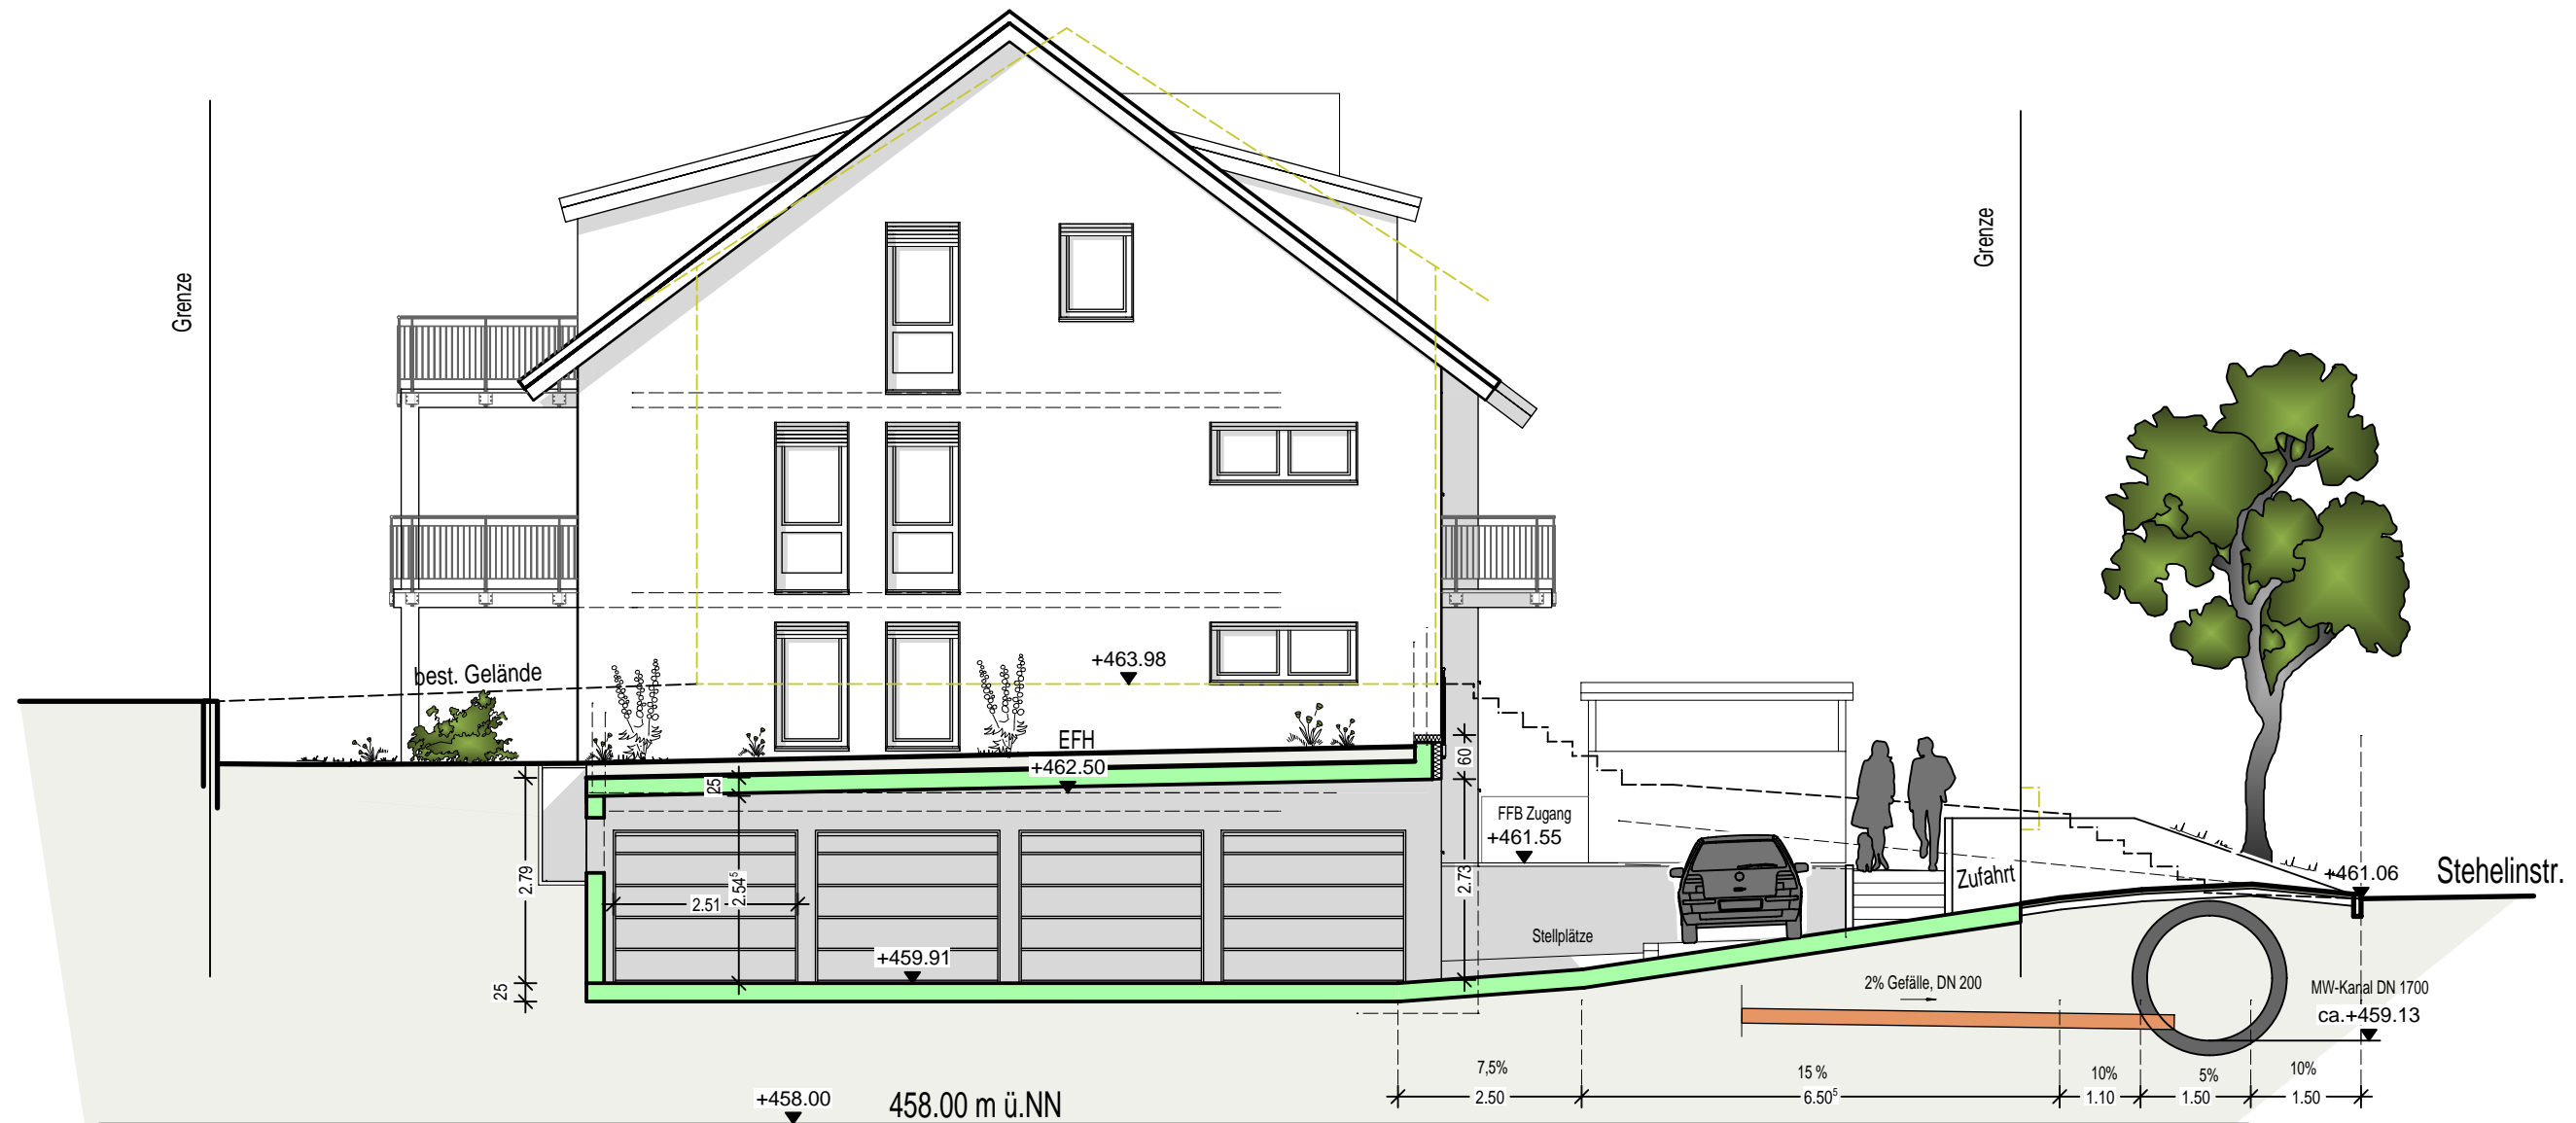 Grenze
Grenze
best. Gelände
+463.98
EFH
+462.50
25
60
FFB Zugang
+461.55
2.79
2.54⁵
2.51
2.73
Zufahrt
+461.06
Stehelinstr.
Stellplätze
+459.91
25
2% Gefälle, DN 200
MW-Kanal DN 1700
ca.+459.13
7,5%
15 %
10%
5%
10%
2.50
6.50⁵
1.10
1.50
1.50
+458.00
458.00 m ü.NN